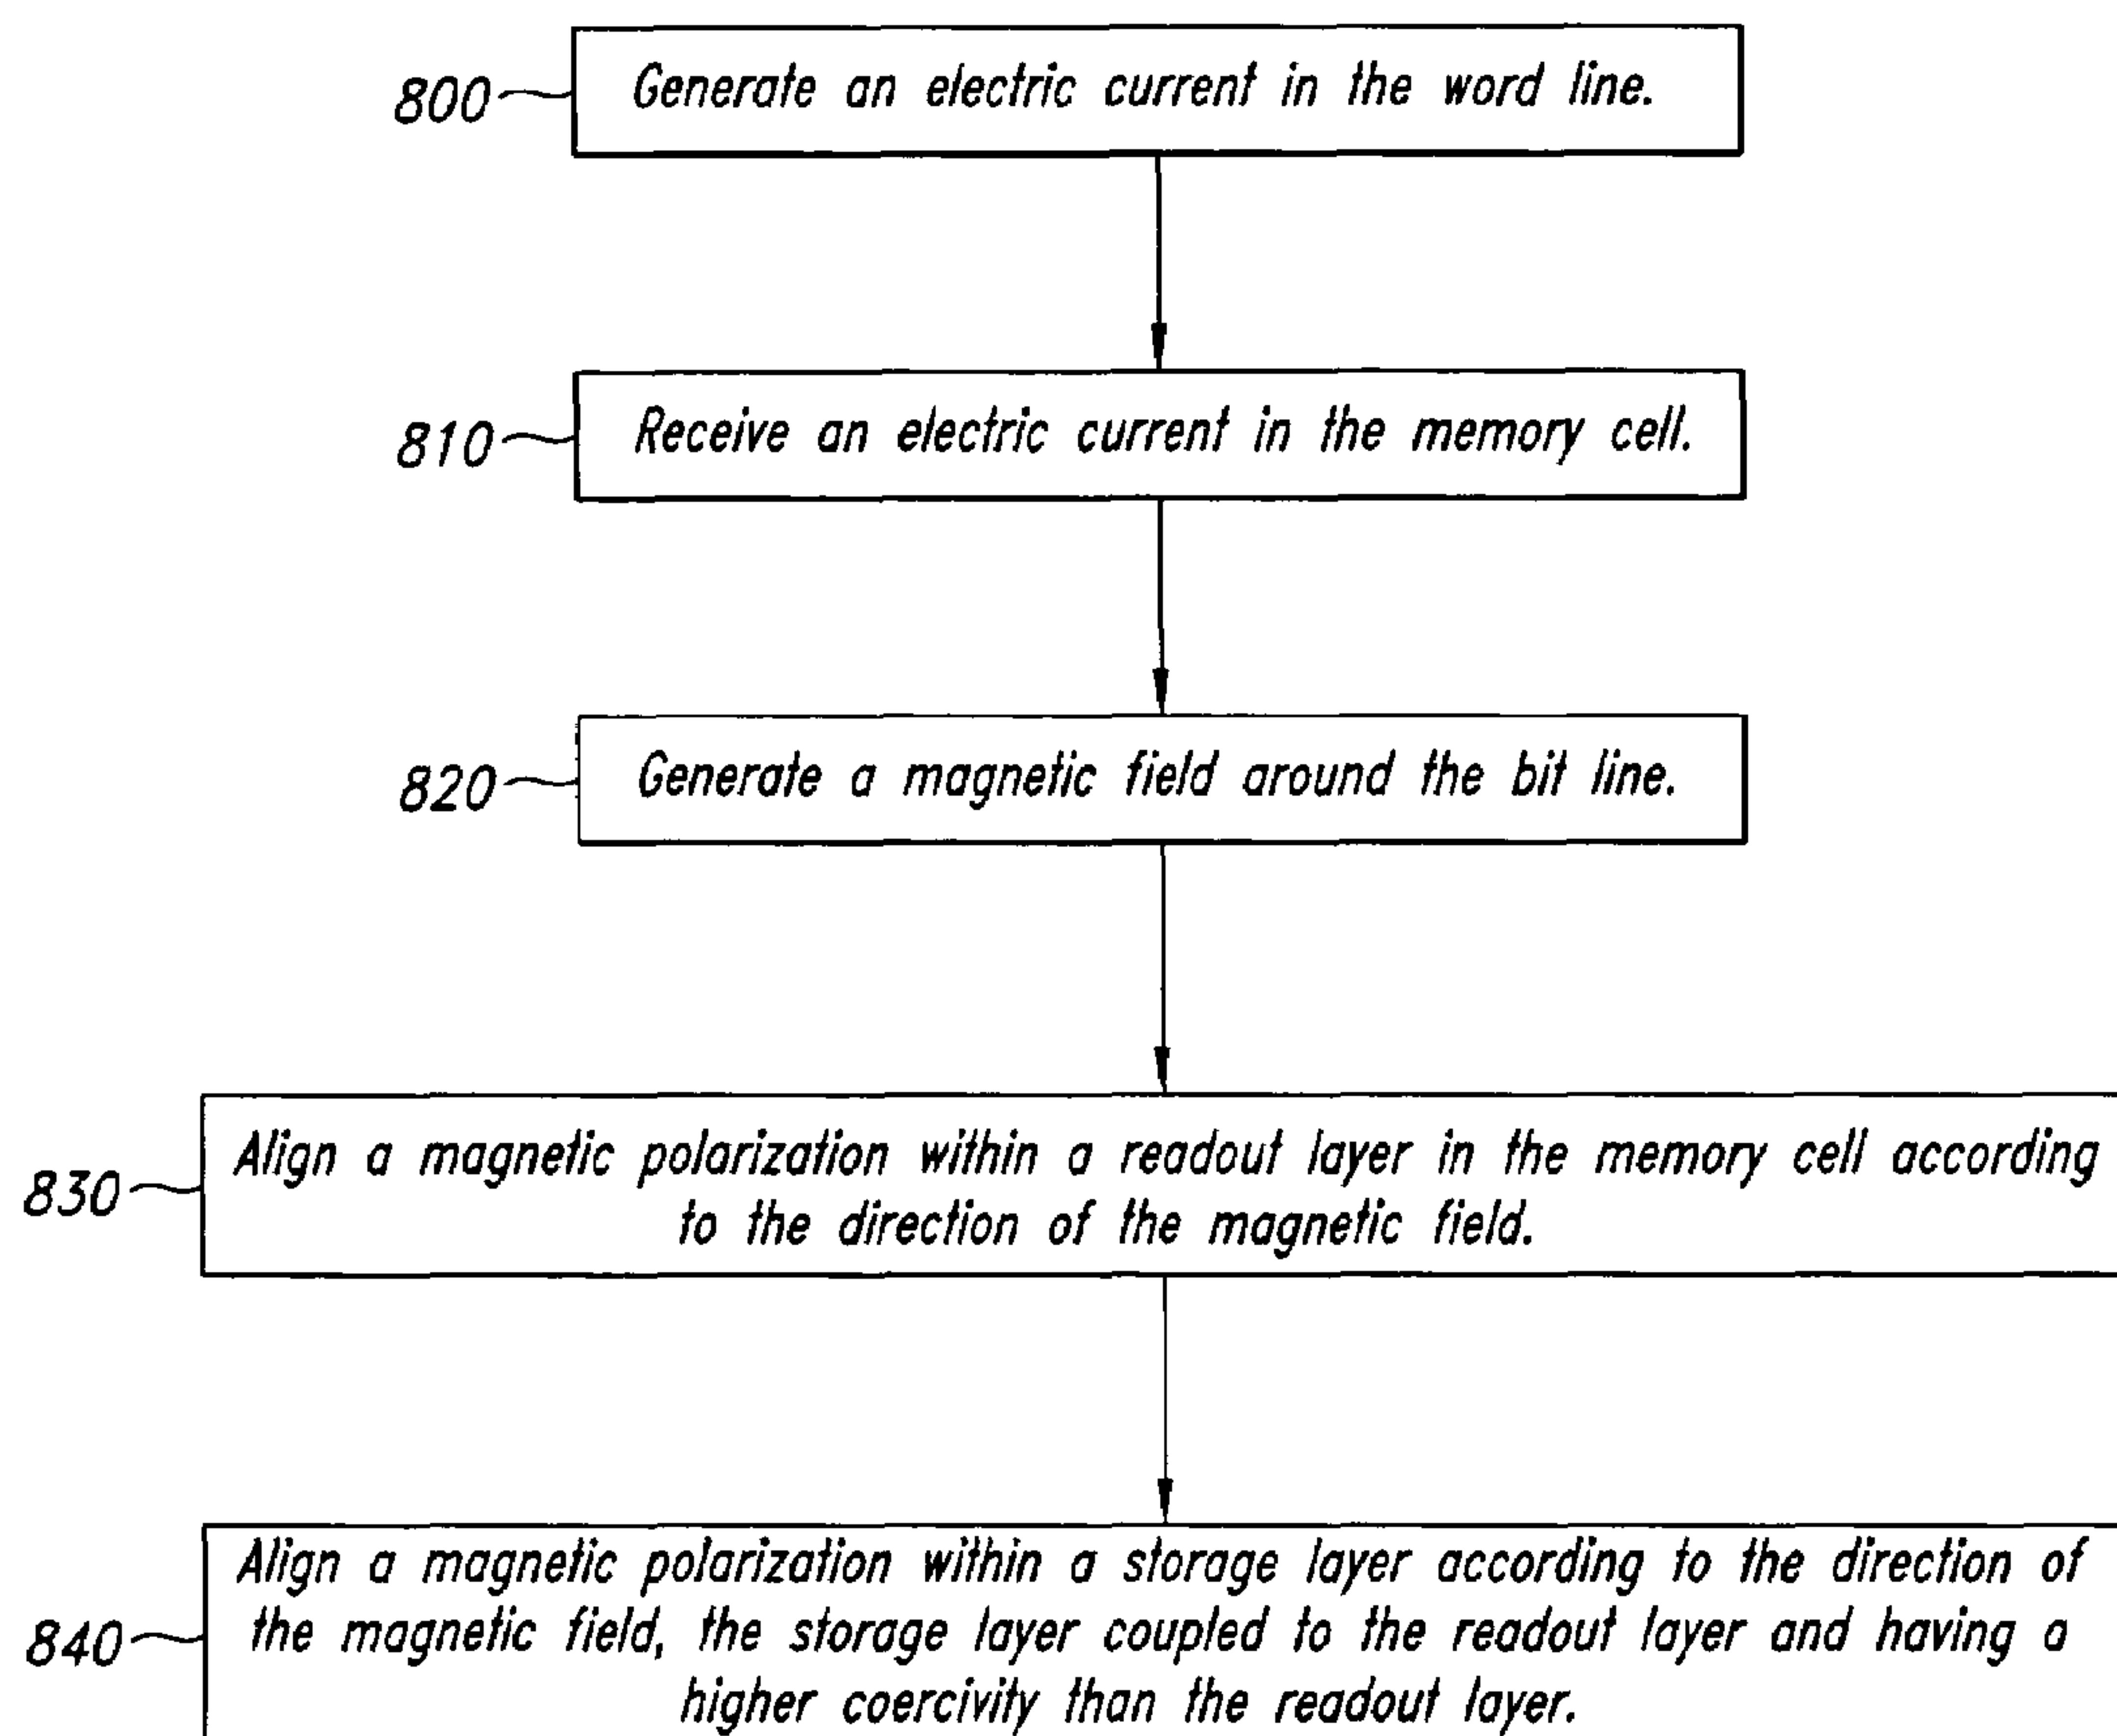 800
Generate an electric current in the word line.
810
Receive an electric current in the memory cell.
820
Generate a magnetic field around the bit line.
830
Align a magnetic polarization within a readout layer in the memory cell according
to the direction of the magnetic field.
840
Align a magnetic polarization within a storage layer according to the direction of
the magnetic field, the storage layer coupled to the readout layer and having a
higher coercivity than the readout layer.